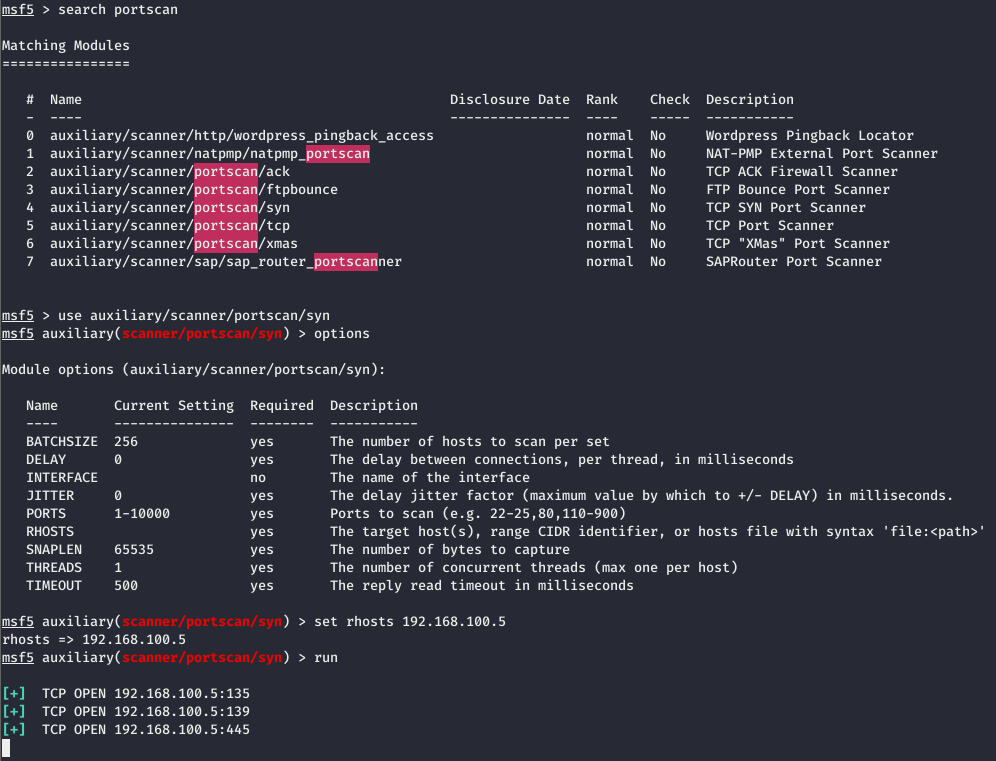 msf5 > search portscan
Matching Modules
================
#  Name                                         Disclosure Date  Rank    Check  Description
-  ----                                         ---------------  ----    -----  -----------
0  auxiliary/scanner/http/wordpress_pingback_access                   normal  No     Wordpress Pingback Locator
1  auxiliary/scanner/natpmp/natpmp_portscan                           normal  No     NAT-PMP External Port Scanner
2  auxiliary/scanner/portscan/ack                                     normal  No     TCP ACK Firewall Scanner
3  auxiliary/scanner/portscan/ftpbounce                               normal  No     FTP Bounce Port Scanner
4  auxiliary/scanner/portscan/syn                                     normal  No     TCP SYN Port Scanner
5  auxiliary/scanner/portscan/tcp                                     normal  No     TCP Port Scanner
6  auxiliary/scanner/portscan/xmas                                    normal  No     TCP "XMas" Port Scanner
7  auxiliary/scanner/sap/sap_router_portscanner                       normal  No     SAPRouter Port Scanner
msf5 > use auxiliary/scanner/portscan/syn
msf5 auxiliary(scanner/portscan/syn) > options
Module options (auxiliary/scanner/portscan/syn):
Name       Current Setting  Required  Description
----       ---------------  --------  -----------
BATCHSIZE  256              yes       The number of hosts to scan per set
DELAY      0                yes       The delay between connections, per thread, in milliseconds
INTERFACE                   no        The name of the interface
JITTER     0                yes       The delay jitter factor (maximum value by which to +/- DELAY) in milliseconds.
PORTS      1-10000          yes       Ports to scan (e.g. 22-25,80,110-900)
RHOSTS                      yes       The target host(s), range CIDR identifier, or hosts file with syntax 'file:<path>'
SNAPLEN    65535            yes       The number of bytes to capture
THREADS    1                yes       The number of concurrent threads (max one per host)
TIMEOUT    500              yes       The reply read timeout in milliseconds
msf5 auxiliary(scanner/portscan/syn) > set rhosts 192.168.100.5
rhosts => 192.168.100.5
msf5 auxiliary(scanner/portscan/syn) > run
[+]  TCP OPEN 192.168.100.5:135
[+]  TCP OPEN 192.168.100.5:139
[+]  TCP OPEN 192.168.100.5:445